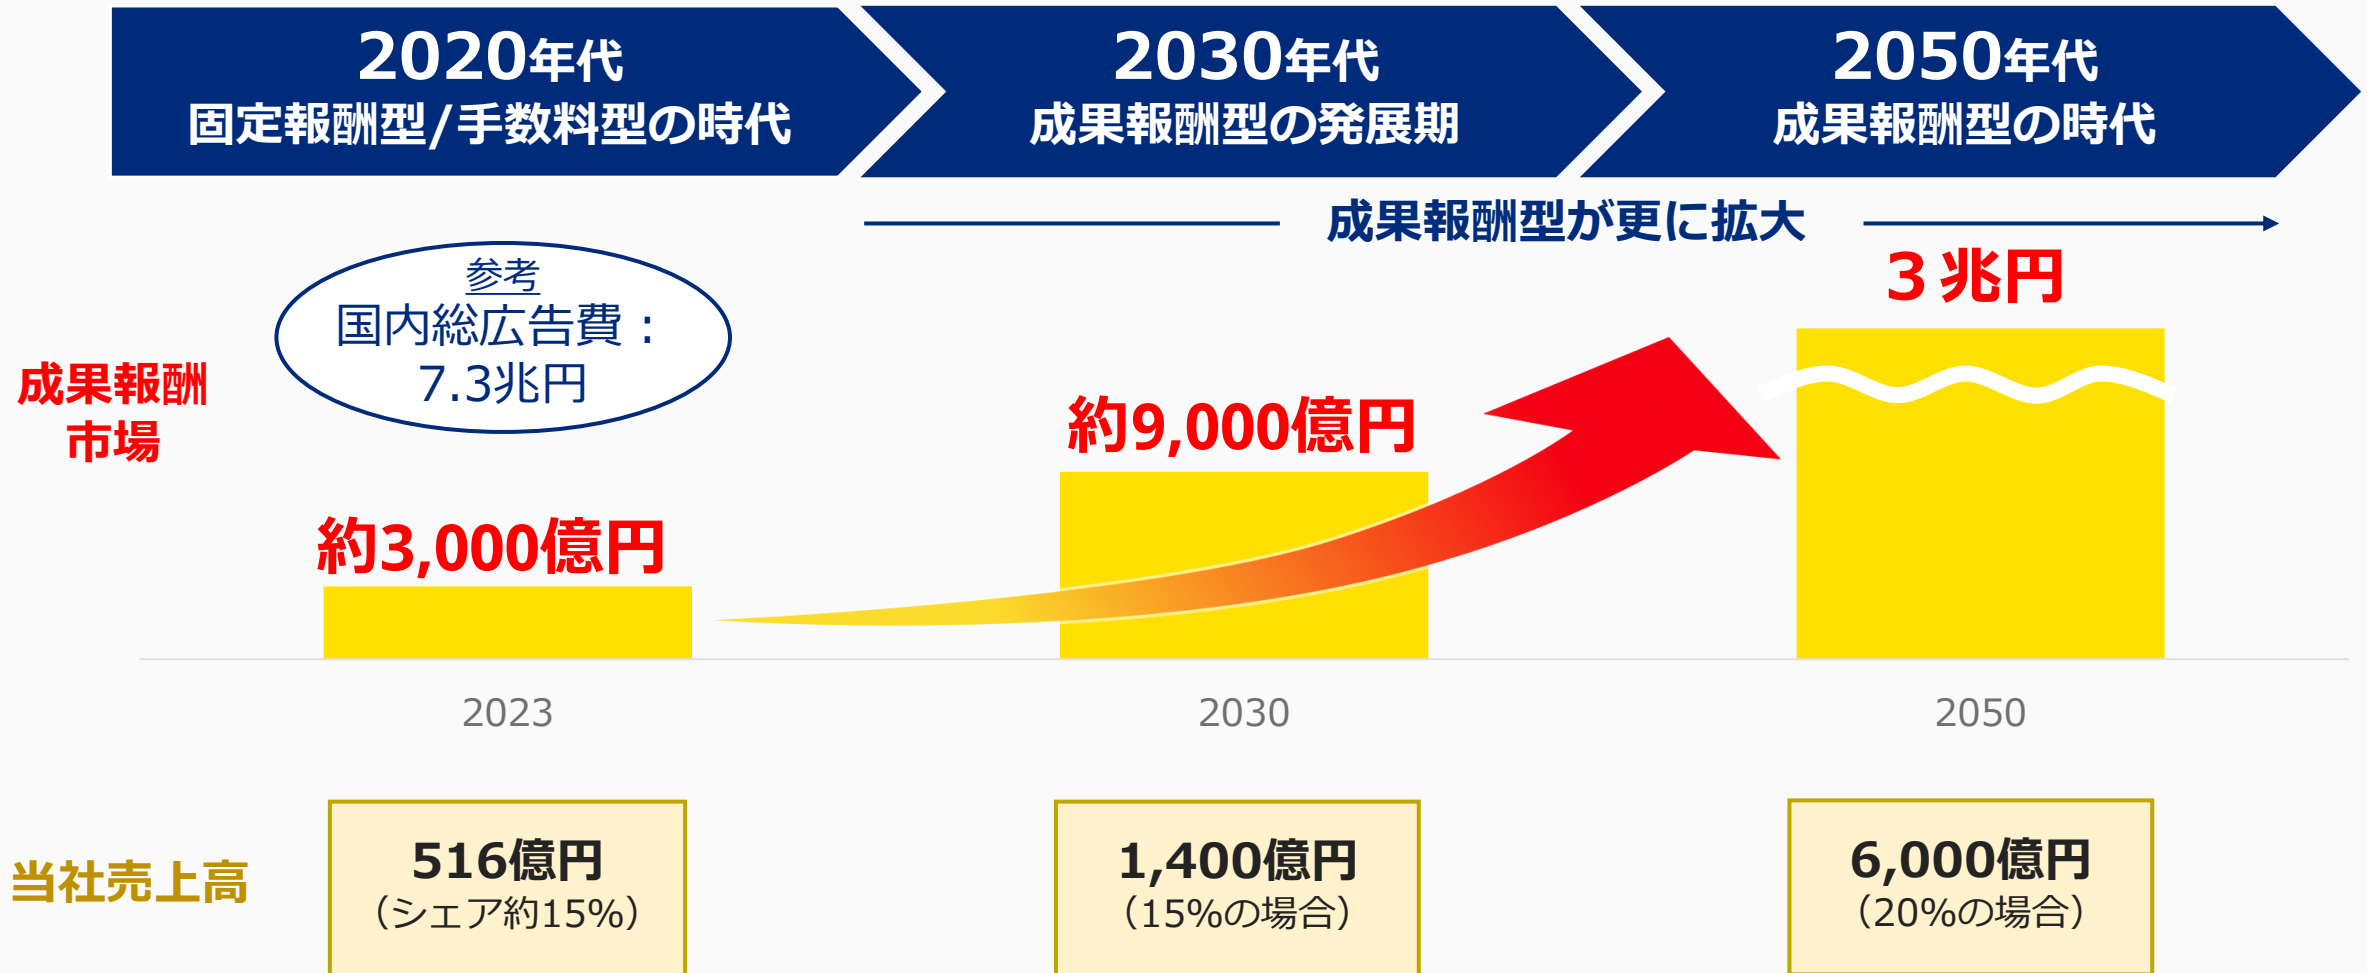 2020年代
固定報酬型/手数料型の時代
2030年代
成果報酬型の発展期
2050年代
成果報酬型の時代
成果報酬型が更に拡大
参考
国内総広告費：
7.3兆円
成果報酬
市場
約3,000億円
約9,000億円
３兆円
2023
2030
2050
当社売上高
516億円
（シェア約15%）
1,400億円
（15%の場合）
6,000億円
（20%の場合）